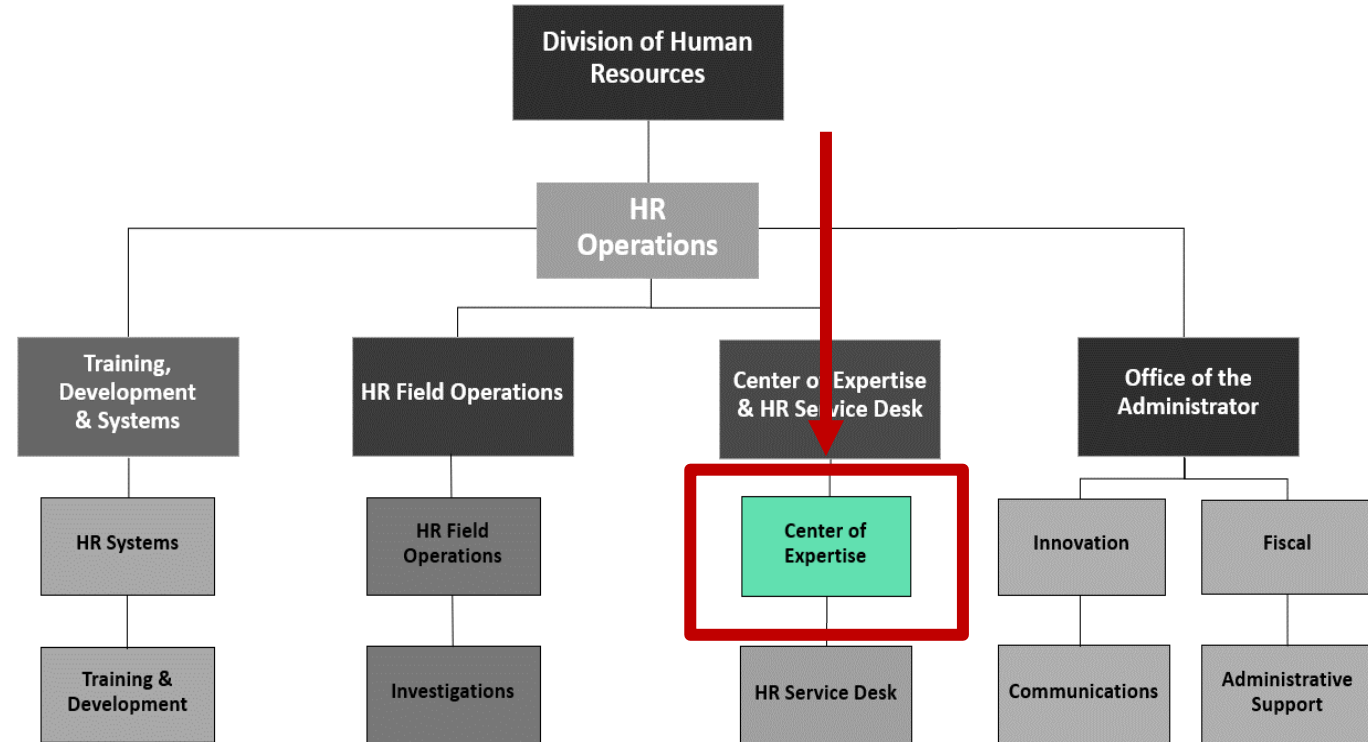 Division of Human
Resources
HR
Operations
Training,
Development
& Systems
HR Field Operations
Center of Expertise
& HR Service Desk
Office of the
Administrator
HR Systems
HR Field
Operations
Center of
Expertise
Innovation
Fiscal
Training &
Development
Investigations
HR Service Desk
Communications
Administrative
Support